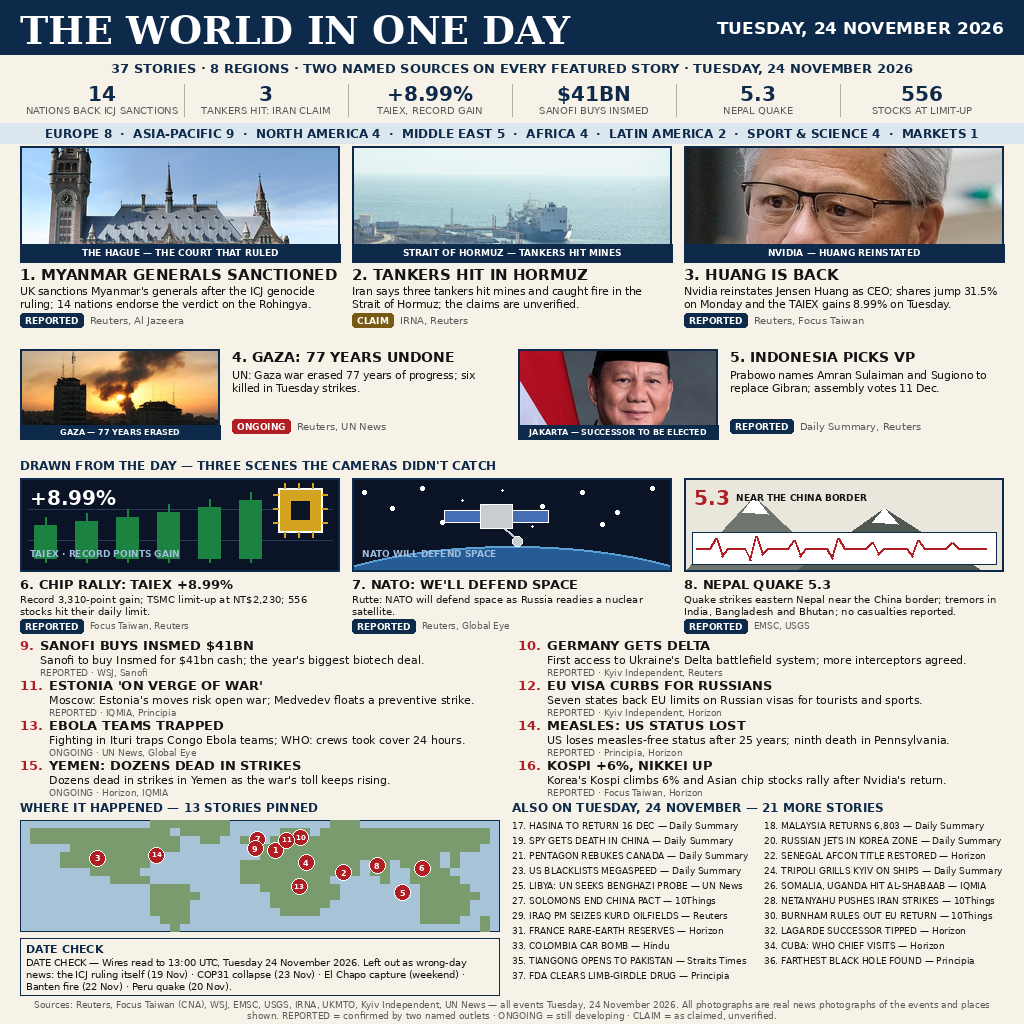 THE WORLD IN ONE DAY
TUESDAY, 24 NOVEMBER 2026
37 STORIES · 8 REGIONS · TWO NAMED SOURCES ON EVERY FEATURED STORY · TUESDAY, 24 NOVEMBER 2026
14
NATIONS BACK ICJ SANCTIONS
3
TANKERS HIT: IRAN CLAIM
+8.99%
TAIEX, RECORD GAIN
$41BN
SANOFI BUYS INSMED
5.3
NEPAL QUAKE
556
STOCKS AT LIMIT-UP
EUROPE 8 · ASIA-PACIFIC 9 · NORTH AMERICA 4 · MIDDLE EAST 5 · AFRICA 4 · LATIN AMERICA 2 · SPORT & SCIENCE 4 · MARKETS 1
THE HAGUE — THE COURT THAT RULED
1. MYANMAR GENERALS SANCTIONED
UK sanctions Myanmar's generals after the ICJ genocide
ruling; 14 nations endorse the verdict on the Rohingya.
REPORTED Reuters, Al Jazeera
STRAIT OF HORMUZ — TANKERS HIT MINES
2. TANKERS HIT IN HORMUZ
Iran says three tankers hit mines and caught fire in the
Strait of Hormuz; the claims are unverified.
CLAIM IRNA, Reuters
NVIDIA — HUANG REINSTATED
3. HUANG IS BACK
Nvidia reinstates Jensen Huang as CEO; shares jump 31.5%
on Monday and the TAIEX gains 8.99% on Tuesday.
REPORTED Reuters, Focus Taiwan
GAZA — 77 YEARS ERASED
4. GAZA: 77 YEARS UNDONE
UN: Gaza war erased 77 years of progress; six
killed in Tuesday strikes.
ONGOING Reuters, UN News
JAKARTA — SUCCESSOR TO BE ELECTED
5. INDONESIA PICKS VP
Prabowo names Amran Sulaiman and Sugiono to
replace Gibran; assembly votes 11 Dec.
REPORTED Daily Summary, Reuters
DRAWN FROM THE DAY — THREE SCENES THE CAMERAS DIDN'T CATCH
+8.99%
TAIEX · RECORD POINTS GAIN
6. CHIP RALLY: TAIEX +8.99%
Record 3,310-point gain; TSMC limit-up at NT$2,230; 556
stocks hit their daily limit.
REPORTED Focus Taiwan, Reuters
NATO WILL DEFEND SPACE
7. NATO: WE'LL DEFEND SPACE
Rutte: NATO will defend space as Russia readies a nuclear
satellite.
REPORTED Reuters, Global Eye
5.3 NEAR THE CHINA BORDER
8. NEPAL QUAKE 5.3
Quake strikes eastern Nepal near the China border; tremors in
India, Bangladesh and Bhutan; no casualties reported.
REPORTED EMSC, USGS
9. SANOFI BUYS INSMED $41BN
Sanofi to buy Insmed for $41bn cash; the year's biggest biotech deal.
REPORTED · WSJ, Sanofi
10. GERMANY GETS DELTA
First access to Ukraine's Delta battlefield system; more interceptors agreed.
REPORTED · Kyiv Independent, Reuters
11. ESTONIA 'ON VERGE OF WAR'
Moscow: Estonia's moves risk open war; Medvedev floats a preventive strike.
REPORTED · IQMIA, Principia
12. EU VISA CURBS FOR RUSSIANS
Seven states back EU limits on Russian visas for tourists and sports.
REPORTED · Kyiv Independent, Horizon
13. EBOLA TEAMS TRAPPED
Fighting in Ituri traps Congo Ebola teams; WHO: crews took cover 24 hours.
ONGOING · UN News, Global Eye
14. MEASLES: US STATUS LOST
US loses measles-free status after 25 years; ninth death in Pennsylvania.
REPORTED · Principia, Horizon
15. YEMEN: DOZENS DEAD IN STRIKES
Dozens dead in strikes in Yemen as the war's toll keeps rising.
ONGOING · Horizon, IQMIA
16. KOSPI +6%, NIKKEI UP
Korea's Kospi climbs 6% and Asian chip stocks rally after Nvidia's return.
REPORTED · Focus Taiwan, Horizon
WHERE IT HAPPENED — 13 STORIES PINNED
3
14
7
9
1
11
10
4
13
2
8
5
6
DATE CHECK
DATE CHECK — Wires read to 13:00 UTC, Tuesday 24 November 2026. Left out as wrong-day
news: the ICJ ruling itself (19 Nov) · COP31 collapse (23 Nov) · El Chapo capture (weekend) ·
Banten fire (22 Nov) · Peru quake (20 Nov).
ALSO ON TUESDAY, 24 NOVEMBER — 21 MORE STORIES
17. HASINA TO RETURN 16 DEC — Daily Summary
18. MALAYSIA RETURNS 6,803 — Daily Summary
19. SPY GETS DEATH IN CHINA — Daily Summary
20. RUSSIAN JETS IN KOREA ZONE — Daily Summary
21. PENTAGON REBUKES CANADA — Daily Summary
22. SENEGAL AFCON TITLE RESTORED — Horizon
23. US BLACKLISTS MEGASPEED — Daily Summary
24. TRIPOLI GRILLS KYIV ON SHIPS — Daily Summary
25. LIBYA: UN SEEKS BENGHAZI PROBE — UN News
26. SOMALIA, UGANDA HIT AL-SHABAAB — IQMIA
27. SOLOMONS END CHINA PACT — 10Things
28. NETANYAHU PUSHES IRAN STRIKES — 10Things
29. IRAQ PM SEIZES KURD OILFIELDS — Reuters
30. BURNHAM RULES OUT EU RETURN — 10Things
31. FRANCE RARE-EARTH RESERVES — Horizon
32. LAGARDE SUCCESSOR TIPPED — Horizon
33. COLOMBIA CAR BOMB — Hindu
34. CUBA: WHO CHIEF VISITS — Horizon
35. TIANGONG OPENS TO PAKISTAN — Straits Times
36. FARTHEST BLACK HOLE FOUND — Principia
37. FDA CLEARS LIMB-GIRDLE DRUG — Principia
Sources: Reuters, Focus Taiwan (CNA), WSJ, EMSC, USGS, IRNA, UKMTO, Kyiv Independent, UN News — all events Tuesday, 24 November 2026. All photographs are real news photographs of the events and places
shown. REPORTED = confirmed by two named outlets · ONGOING = still developing · CLAIM = as claimed, unverified.